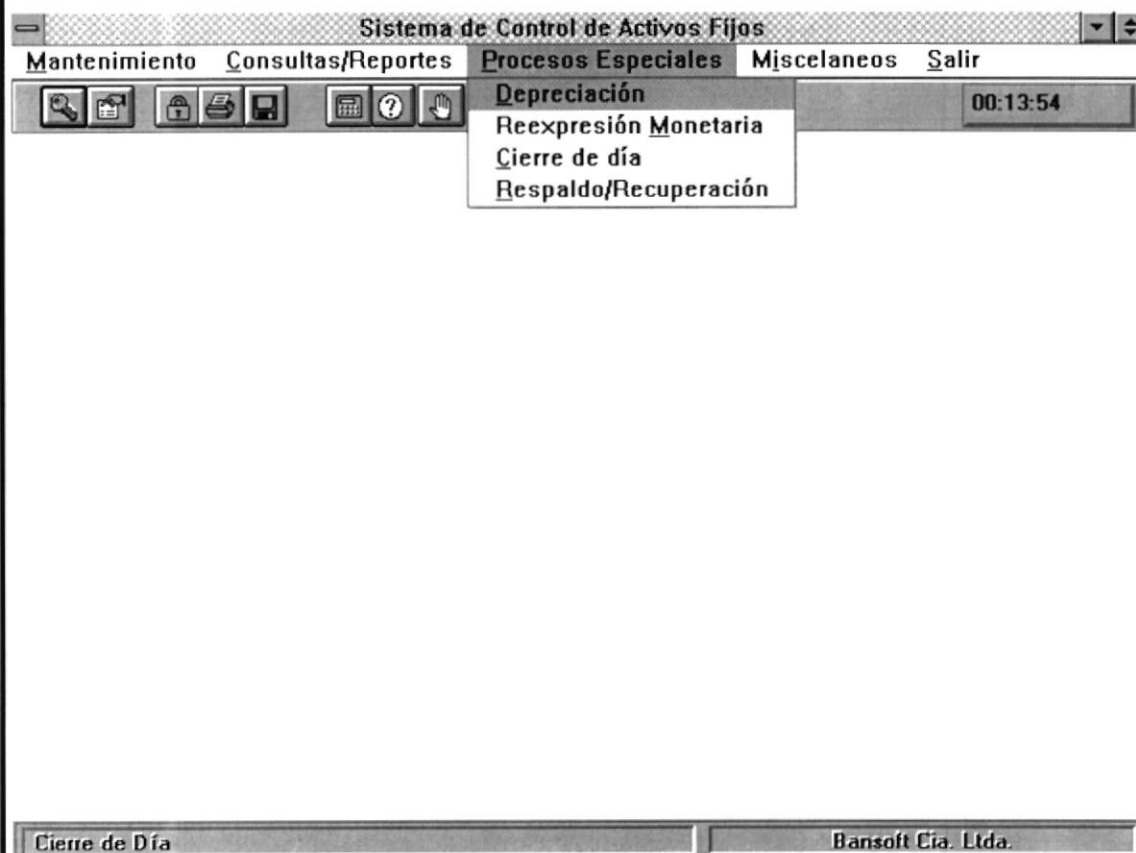 Sistema de Control de Activos Fijos
Mantenimiento Consultas/Reportes Procesos Especiales Miscelaneos Salir
Depreciación 00:13:54
Reexpresión Monetaria
Cierre de día
Respaldo/Recuperación
Cierre de Día Bansoft Cia. Ltda.